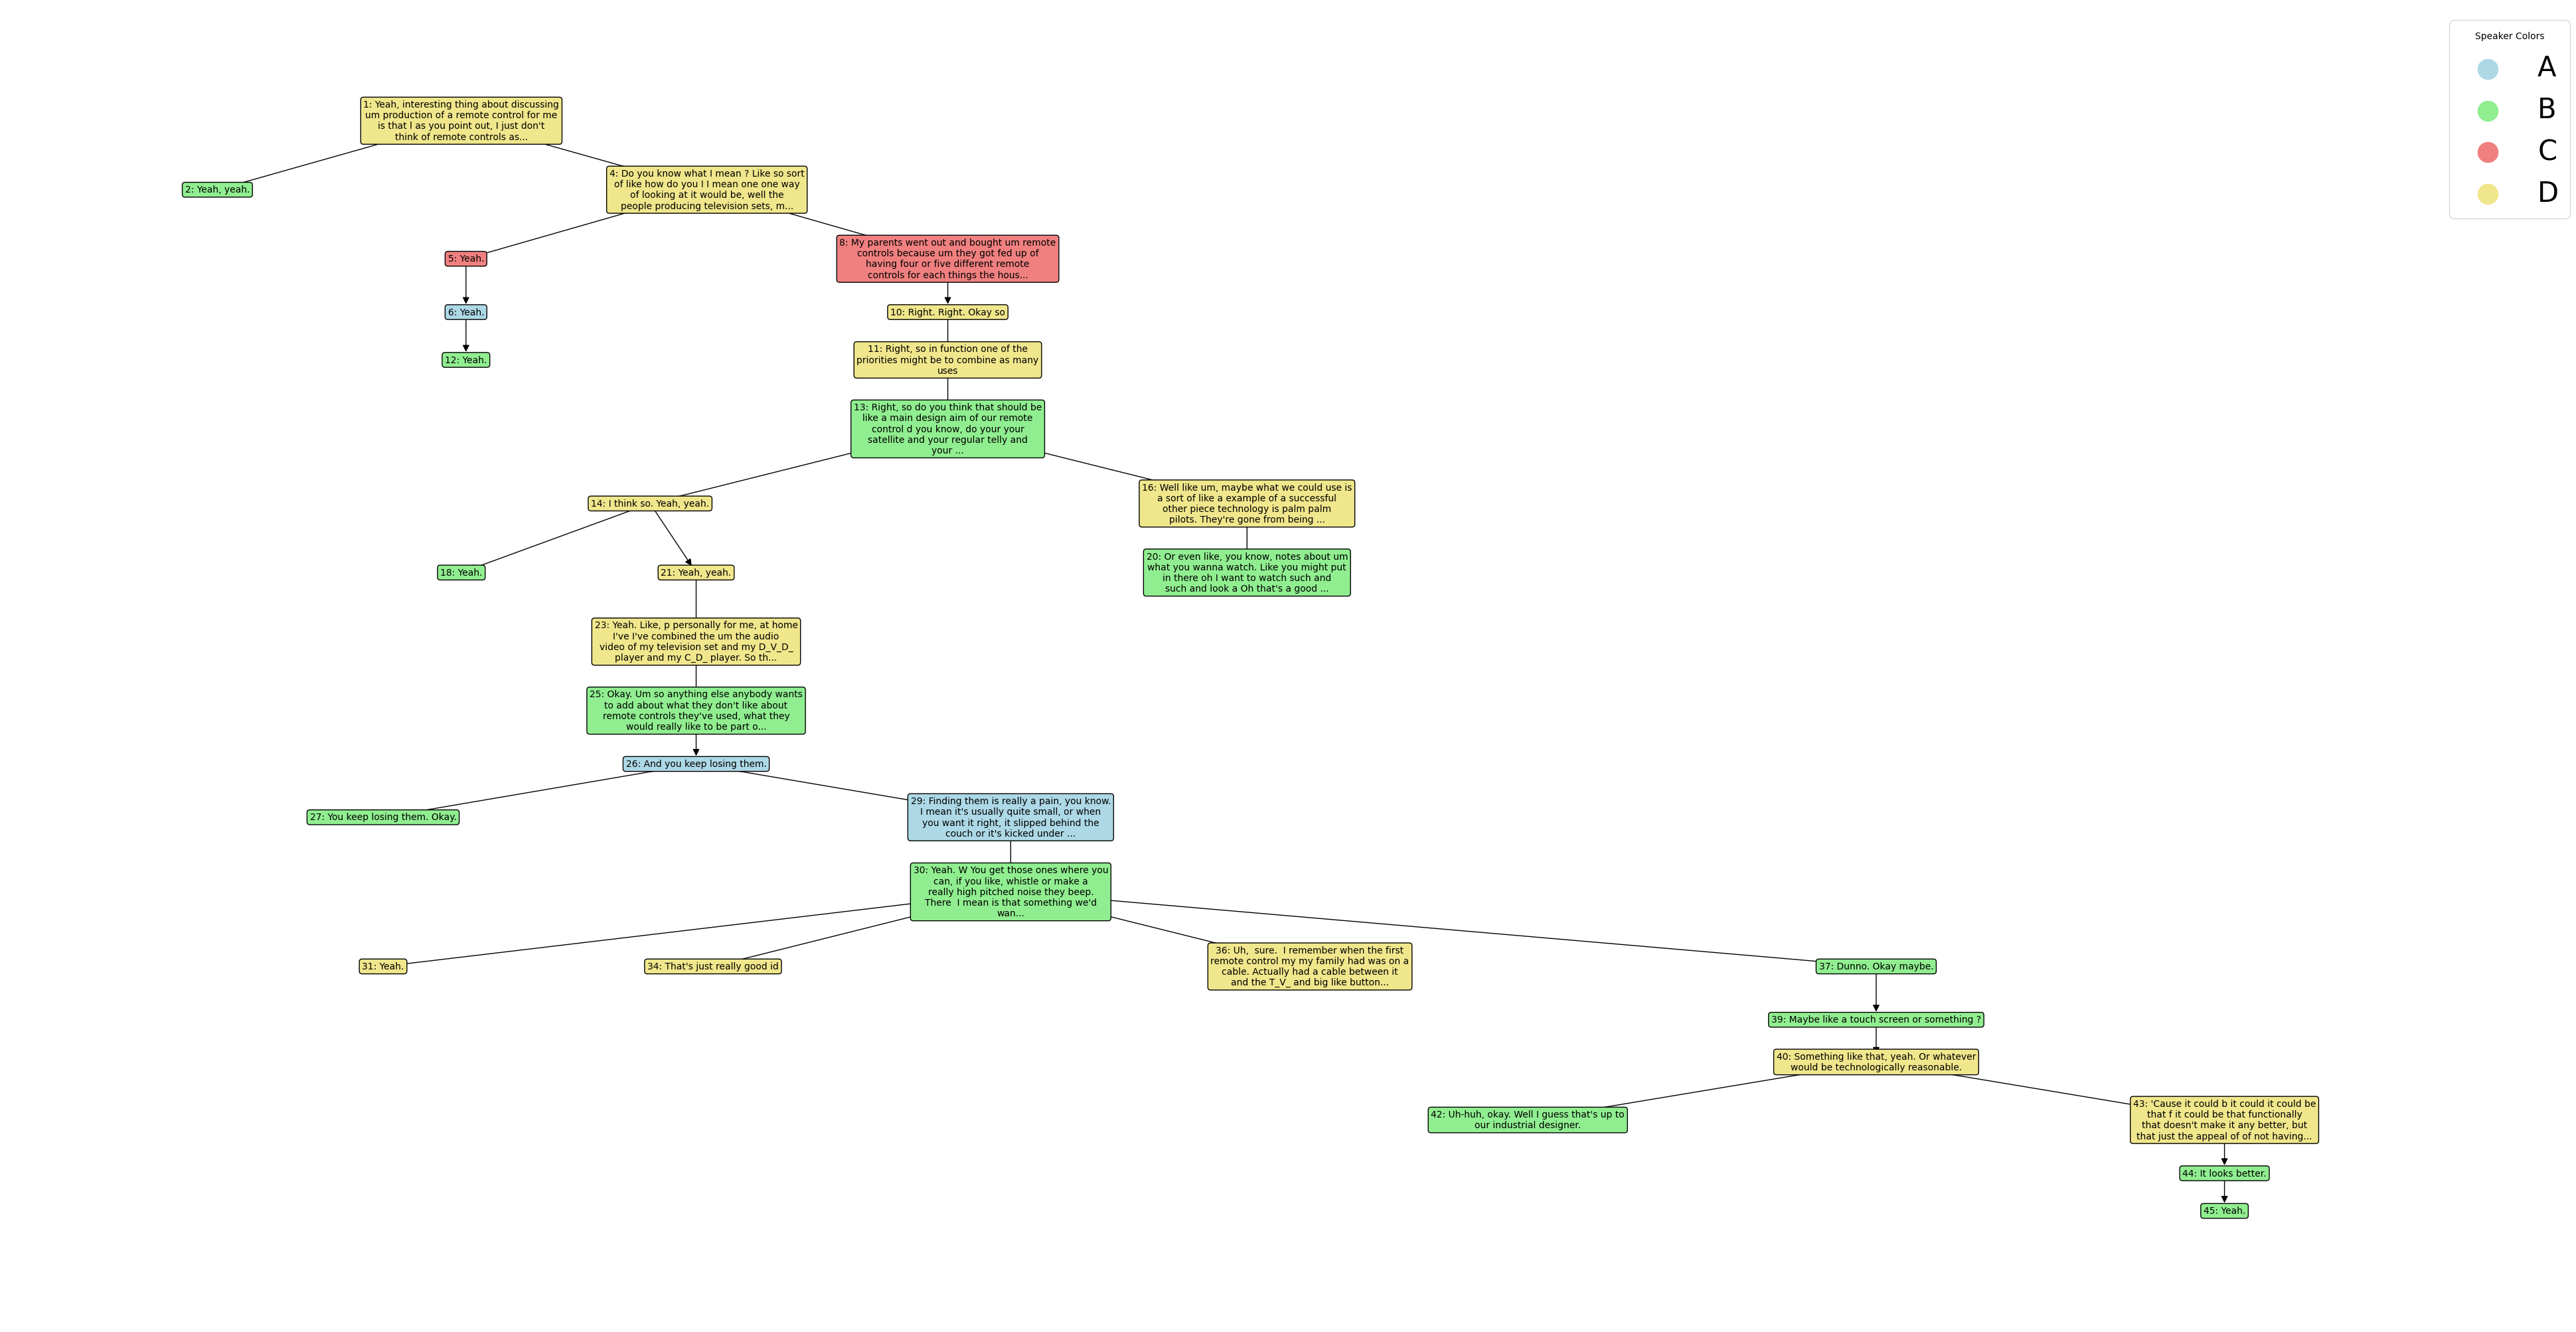 Speaker Colors
A
B
C
D
1: Yeah, interesting thing about discussing
um production of a remote control for me
is that l as you point out, I just don't
think of remote controls as...
2: Yeah, yeah.
4: Do you know what I mean ? Like so sort
of like how do you I I mean one one way
of looking at it would be, well the
people producing television sets, m...
5: Yeah.
8: My parents went out and bought um remote
controls because um they got fed up of
having four or five different remote
controls for each things the hous...
6: Yeah.
10: Right. Right. Okay so
12: Yeah.
11: Right, so in function one of the
priorities might be to combine as many
uses
13: Right, so do you think that should be
like a main design aim of our remote
control d you know, do your your
satellite and your regular telly and
your ...
14: I think so. Yeah, yeah.
16: Well like um, maybe what we could use is
a sort of like a example of a successful
other piece technology is palm palm
pilots. They're gone from being ...
18: Yeah.
21: Yeah, yeah.
20: Or even like, you know, notes about um
what you wanna watch. Like you might put
in there oh I want to watch such and
such and look a Oh that's a good ...
23: Yeah. Like, p personally for me, at home
I've I've combined the um the audio
video of my television set and my D_V_D_
player and my C_D_ player. So th...
25: Okay. Um so anything else anybody wants
to add about what they don't like about
remote controls they've used, what they
would really like to be part o...
26: And you keep losing them.
27: You keep losing them. Okay.
29: Finding them is really a pain, you know.
I mean it's usually quite small, or when
you want it right, it slipped behind the
couch or it's kicked under ...
30: Yeah. W You get those ones where you
can, if you like, whistle or make a
really high pitched noise they beep.
There  I mean is that something we'd
wan...
31: Yeah.
34: That's just really good id
36: Uh,  sure.  I remember when the first
remote control my my family had was on a
cable. Actually had a cable between it
and the T_V_ and big like button...
37: Dunno. Okay maybe.
39: Maybe like a touch screen or something ?
40: Something like that, yeah. Or whatever
would be technologically reasonable.
42: Uh-huh, okay. Well I guess that's up to
our industrial designer.
43: 'Cause it could b it could it could be
that f it could be that functionally
that doesn't make it any better, but
that just the appeal of of not having...
44: It looks better.
45: Yeah.